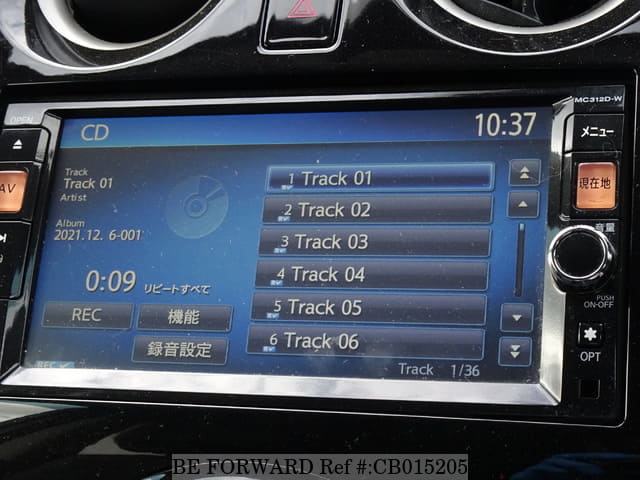 MC312D-W
OPEN
CD
10:37
メニュー
Track
Track 01
Artist
AV
現在地
Album
2021.12. 6-001
音量
0:09 リピートすべて
REC 機能
録音設定
1 Track 01
2 Track 02
3 Track 03
4 Track 04
5 Track 05
6 Track 06
Track 1/36
REC
PUSH
ON-OFF
OPT
BE FORWARD Ref #:CB015205